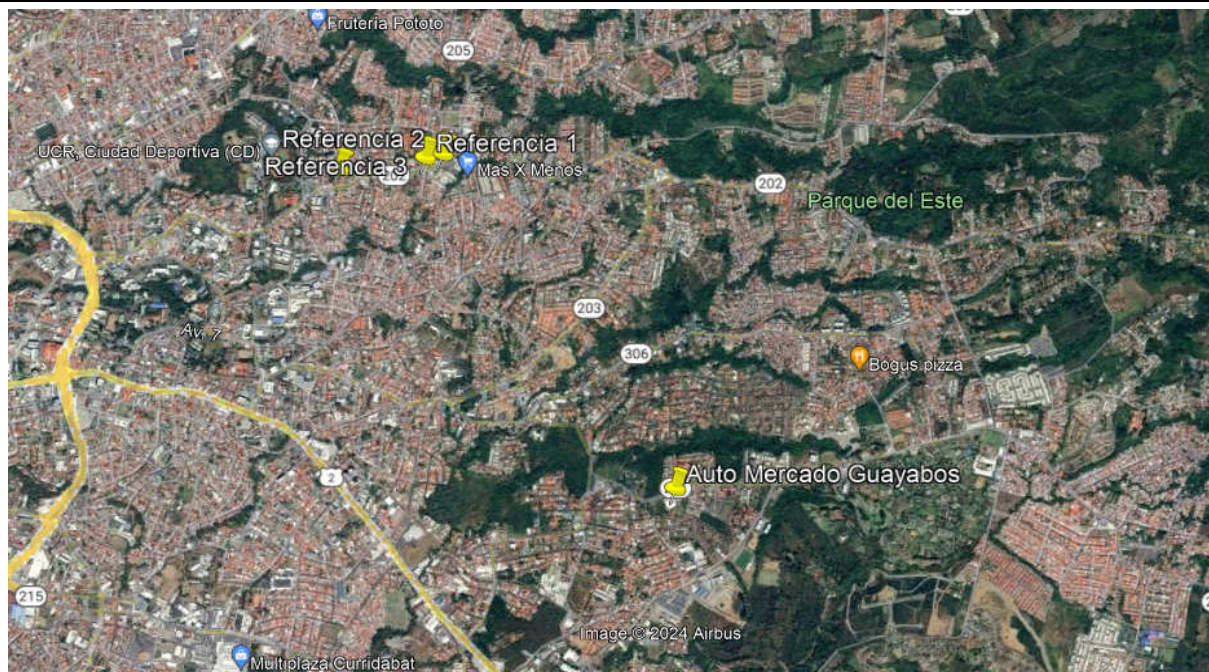 Frutería Pototo
205
Referencia 2
Referencia 1
UCR, Ciudad Deportiva (CD)
Referencia 3
Mas X Menos
202
202
Parque del Este
203
Av. 7
306
Bogus pizza
2
Auto Mercado Guayabos
215
Image © 2024 Airbus
Multiplaza Curridabat